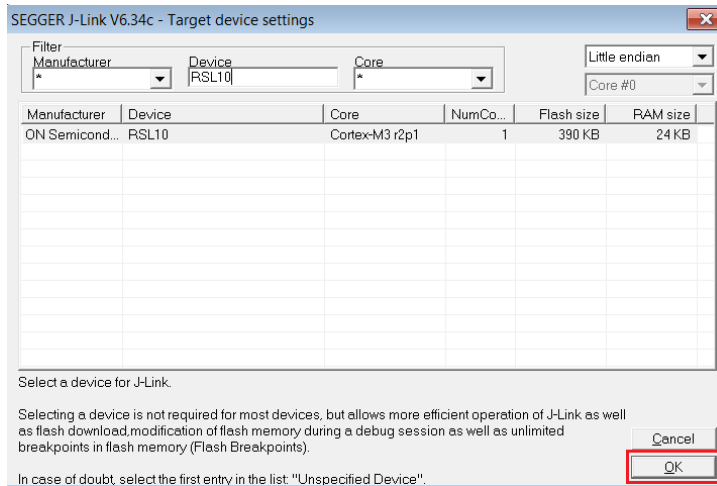 SEGGER J-Link V6.34c - Target device settings
Filter
Manufacturer Device Core
* RSL10 * Little endian
Core #0
Manufacturer Device Core NumCo... Flash size RAM size
ON Semicond... RSL10 Cortex-M3 r2p1 1 390 KB 24 KB
Select a device for J-Link.
Selecting a device is not required for most devices, but allows more efficient operation of J-Link as well
as flash download,modification of flash memory during a debug session as well as unlimited
breakpoints in flash memory (Flash Breakpoints).
Cancel
In case of doubt, select the first entry in the list: "Unspecified Device".
OK